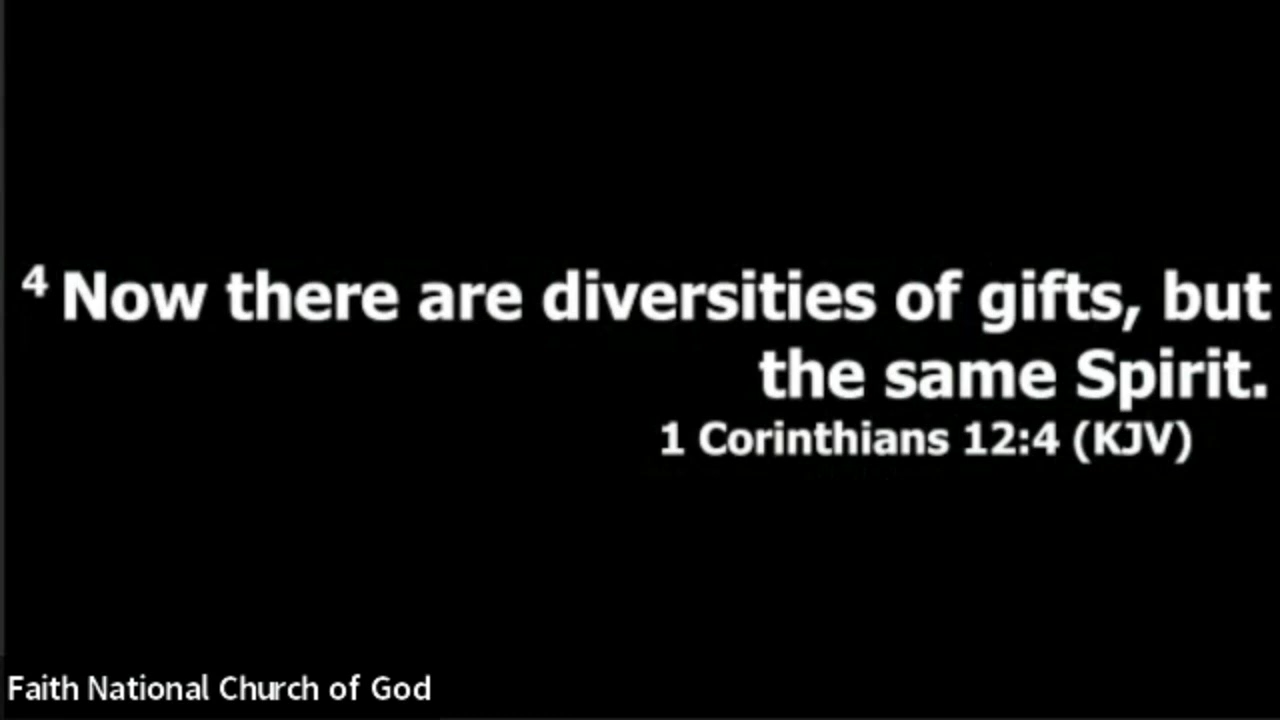 4 Now there are diversities of gifts, but
the same Spirit.
1 Corinthians 12:4 (KJV)
Faith National Church of God